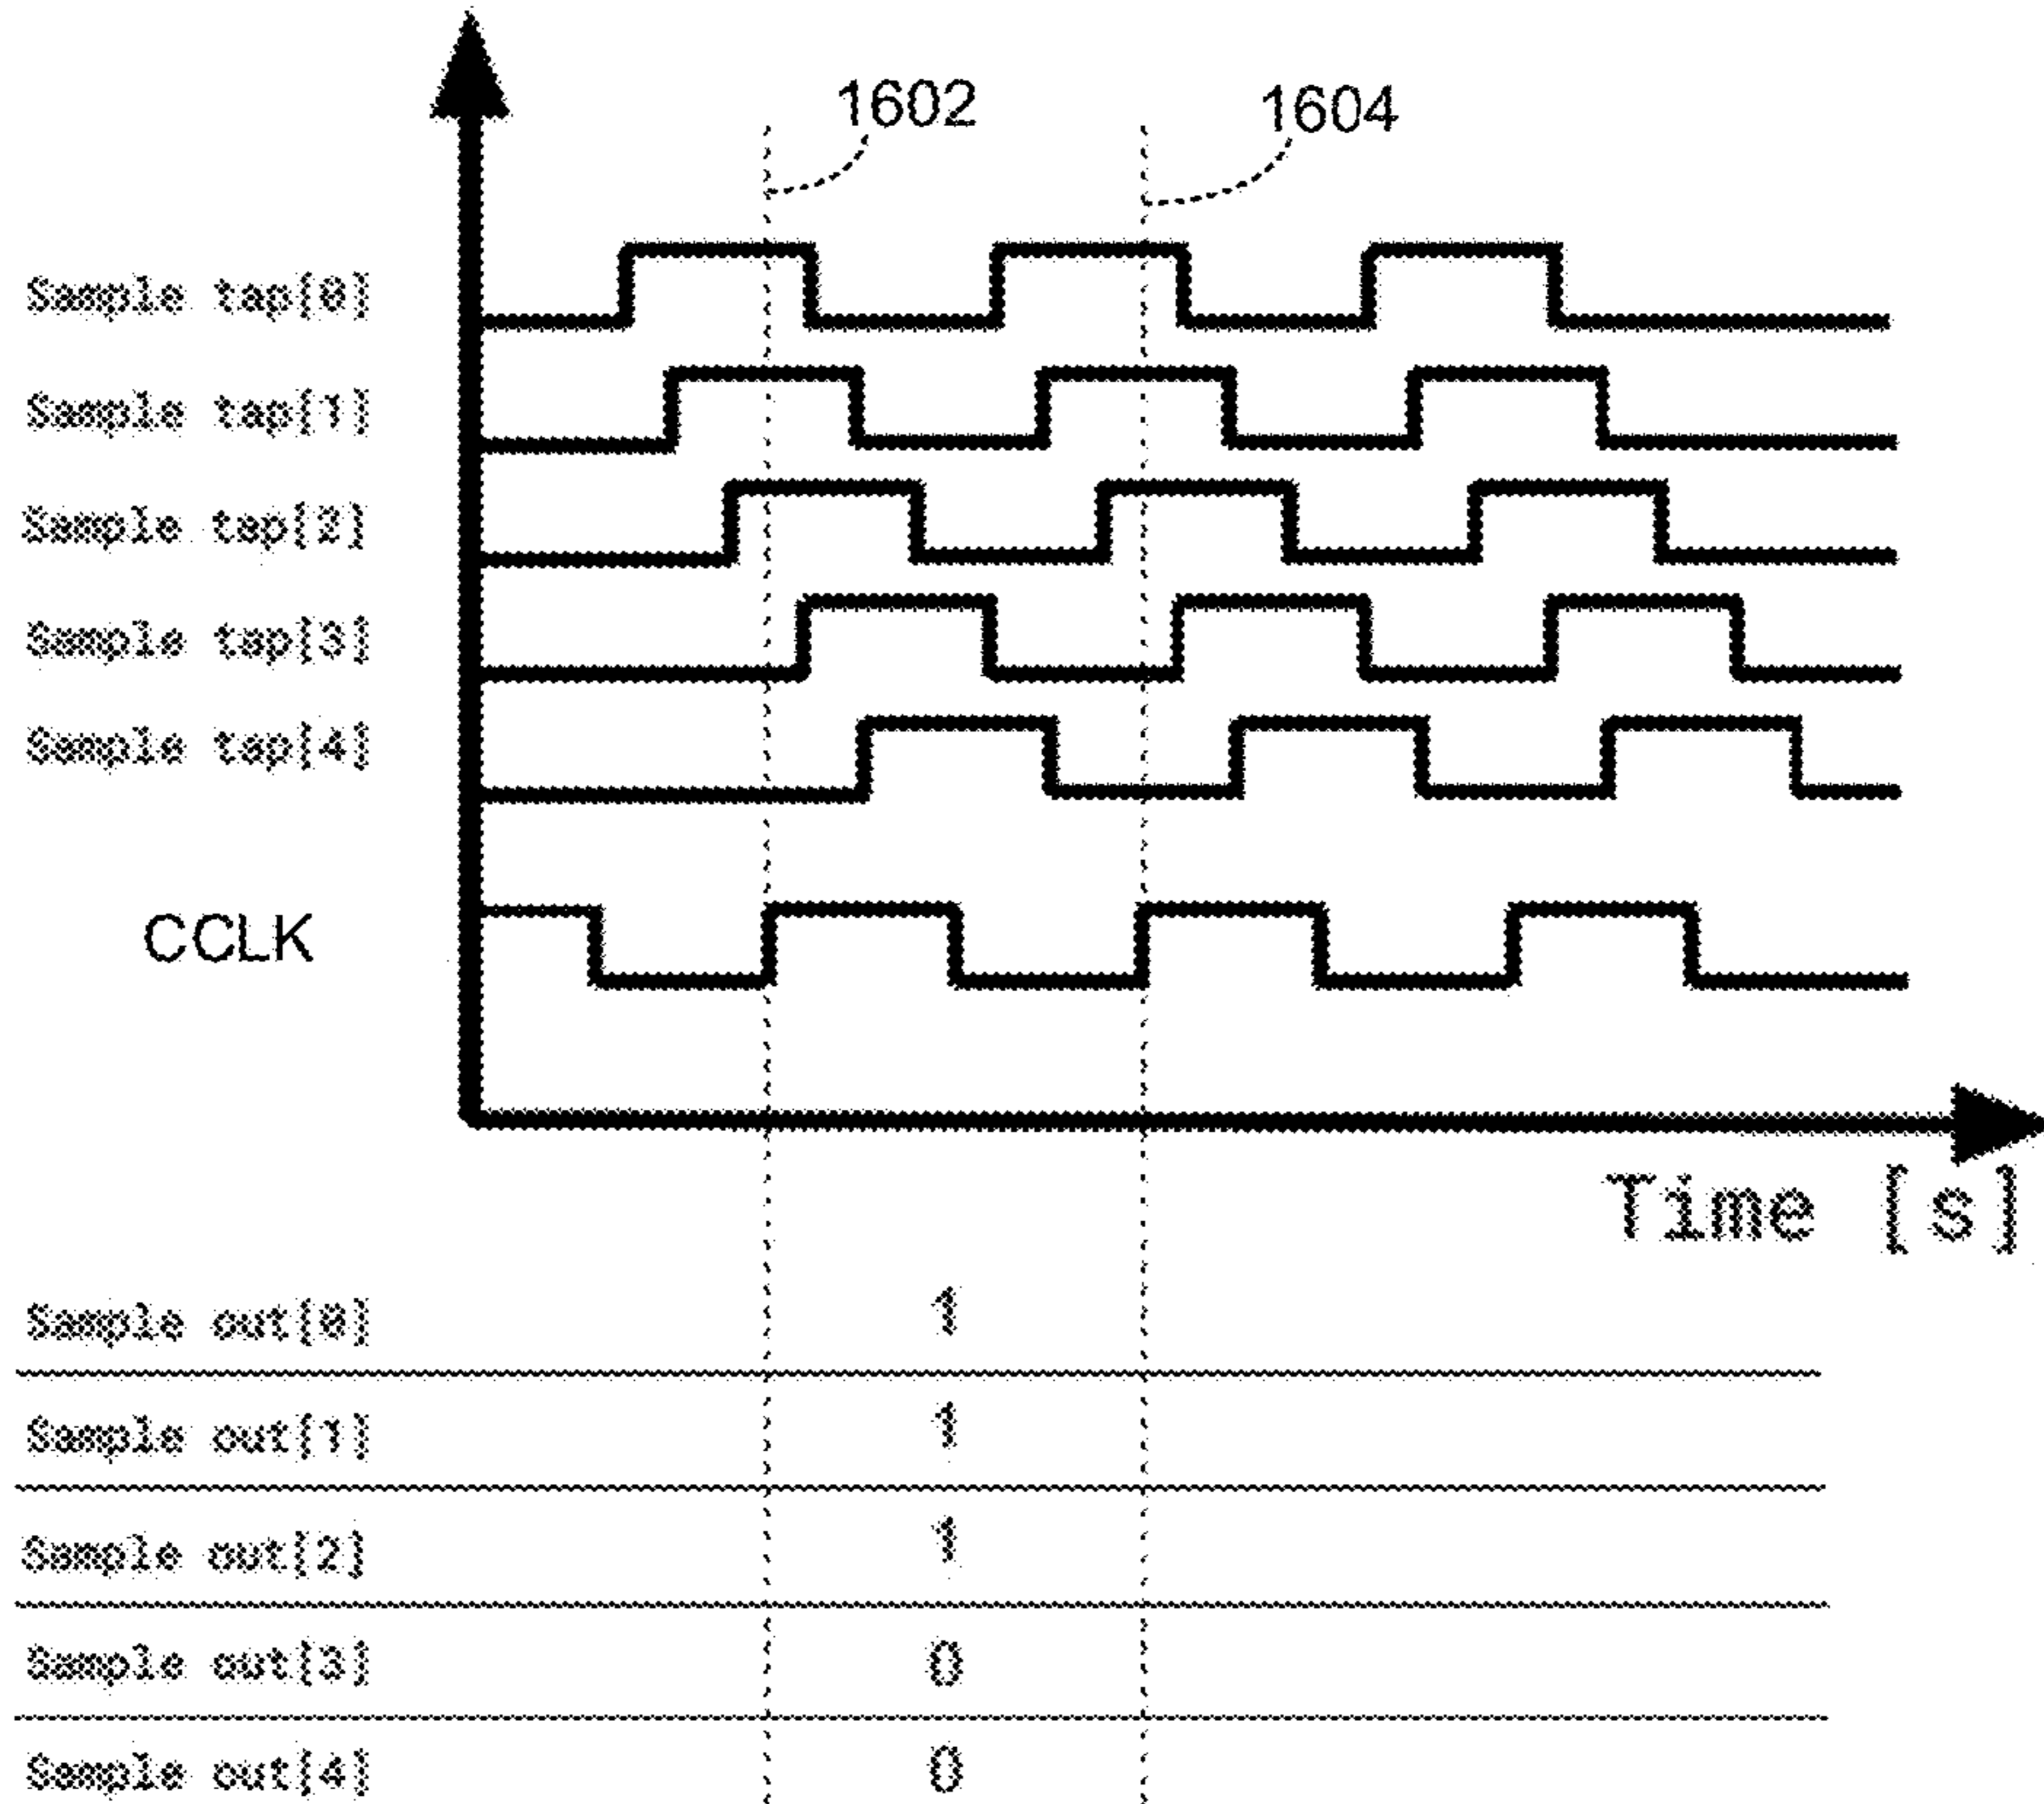 1602
1604
Sample tap[0]
Sample tap[1]
Sample tap[2]
Sample tap[3]
Sample tap[4]
CCLK
Time [s]
Sample out[0] 1
Sample out[1] 1
Sample out[2] 1
Sample out[3] 0
Sample out[4] 0